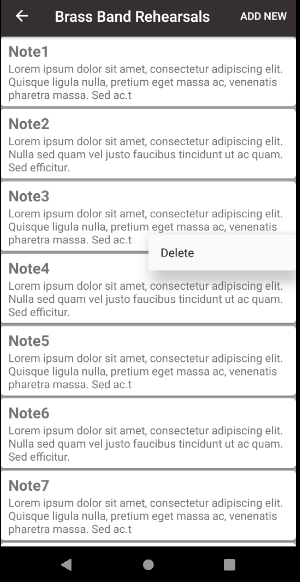 Brass Band Rehearsals
ADD NEW
Note1
Lorem ipsum dolor sit amet, consectetur adipiscing elit.
Quisque ligula nulla, pretium eget massa ac, venenatis
pharetra massa. Sed ac.t
Note2
Lorem ipsum dolor sit amet, consectetur adipiscing elit.
Nulla sed quam vel justo faucibus tincidunt ut ac quam.
Sed efficitur.
Note3
Lorem ipsum dolor sit amet, consectetur adipiscing elit.
Quisque ligula nulla, pretium eget massa ac, venenatis
pharetra massa. Sed ac.t
Delete
Note4
Lorem ipsum dolor sit amet, consectetur adipiscing elit.
Nulla sed quam vel justo faucibus tincidunt ut ac quam.
Sed efficitur.
Note5
Lorem ipsum dolor sit amet, consectetur adipiscing elit.
Quisque ligula nulla, pretium eget massa ac, venenatis
pharetra massa. Sed ac.t
Note6
Lorem ipsum dolor sit amet, consectetur adipiscing elit.
Nulla sed quam vel justo faucibus tincidunt ut ac quam.
Sed efficitur.
Note7
Lorem ipsum dolor sit amet, consectetur adipiscing elit.
Quisque ligula nulla, pretium eget massa ac, venenatis
pharetra massa. Sed ac.t